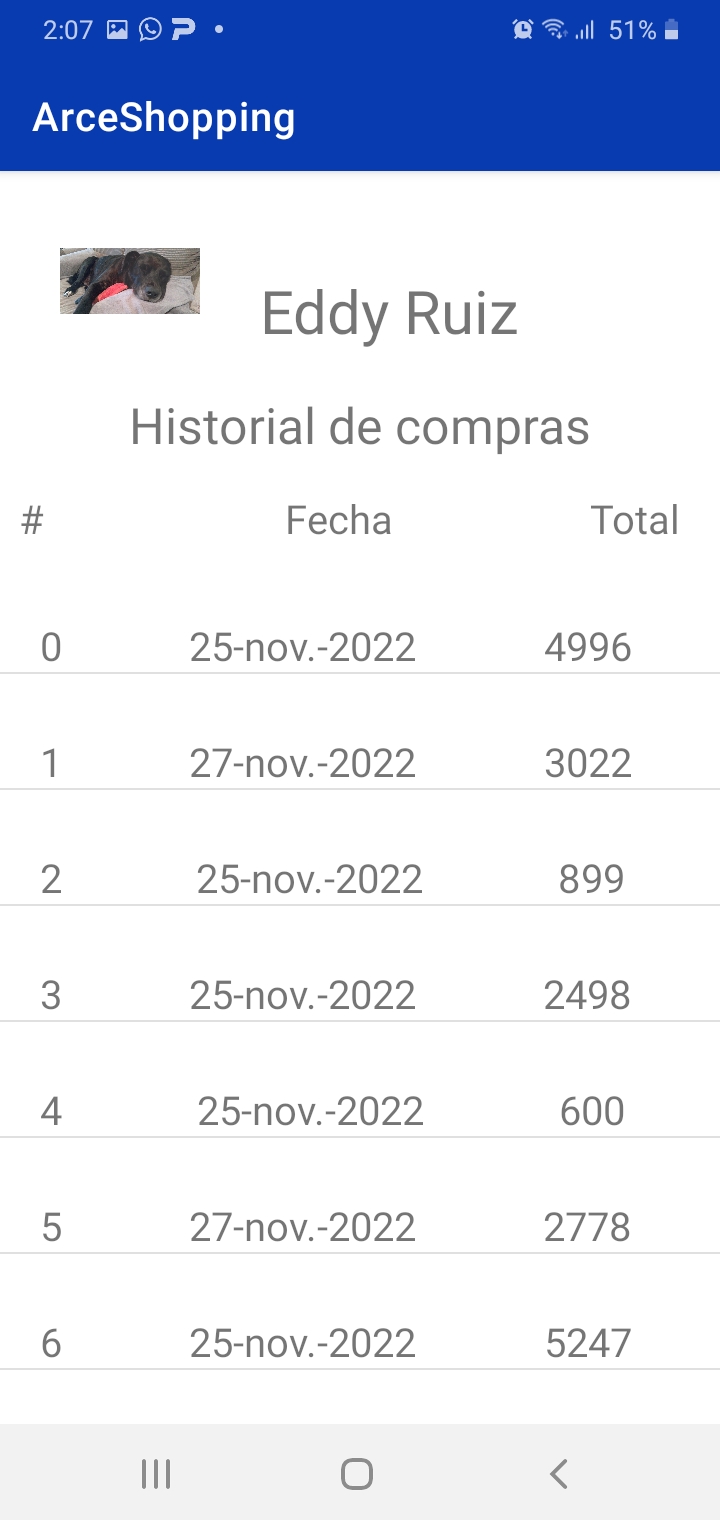 2:07 51%
ArceShopping
Eddy Ruiz
Historial de compras
# Fecha Total
0 25-nov.-2022 4996
1 27-nov.-2022 3022
2 25-nov.-2022 899
3 25-nov.-2022 2498
4 25-nov.-2022 600
5 27-nov.-2022 2778
6 25-nov.-2022 5247